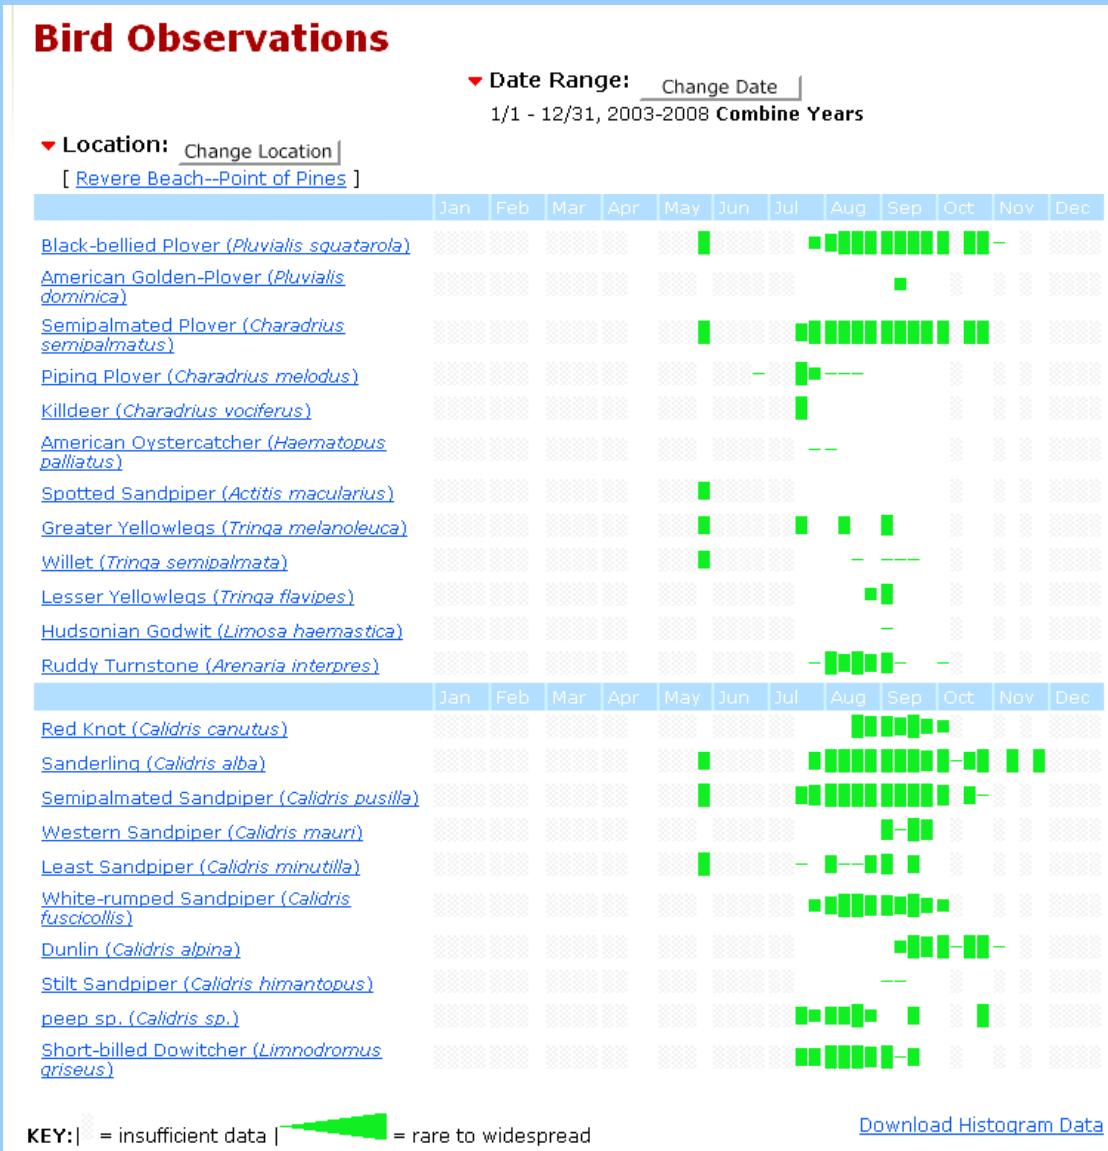 Bird Observations
Date Range: Change Date
1/1 - 12/31, 2003-2008 Combine Years
Location: Change Location
[ Revere Beach--Point of Pines ]
Jan Feb Mar Apr May Jun Jul Aug Sep Oct Nov Dec
Black-bellied Plover (Pluvialis squatarola)
American Golden-Plover (Pluvialis
dominica)
Semipalmated Plover (Charadrius
semipalmatus)
Piping Plover (Charadrius melodus)
Killdeer (Charadrius vociferus)
American Oystercatcher (Haematopus
palliatus)
Spotted Sandpiper (Actitis macularius)
Greater Yellowlegs (Tringa melanoleuca)
Willet (Tringa semipalmata)
Lesser Yellowlegs (Tringa flavipes)
Hudsonian Godwit (Limosa haemastica)
Ruddy Turnstone (Arenaria interpres)
Jan Feb Mar Apr May Jun Jul Aug Sep Oct Nov Dec
Red Knot (Calidris canutus)
Sanderling (Calidris alba)
Semipalmated Sandpiper (Calidris pusilla)
Western Sandpiper (Calidris mauri)
Least Sandpiper (Calidris minutilla)
White-rumped Sandpiper (Calidris
fuscicollis)
Dunlin (Calidris alpina)
Stilt Sandpiper (Calidris himantopus)
peep sp. (Calidris sp.)
Short-billed Dowitcher (Limnodromus
griseus)
KEY:| = insufficient data | = rare to widespread
Download Histogram Data